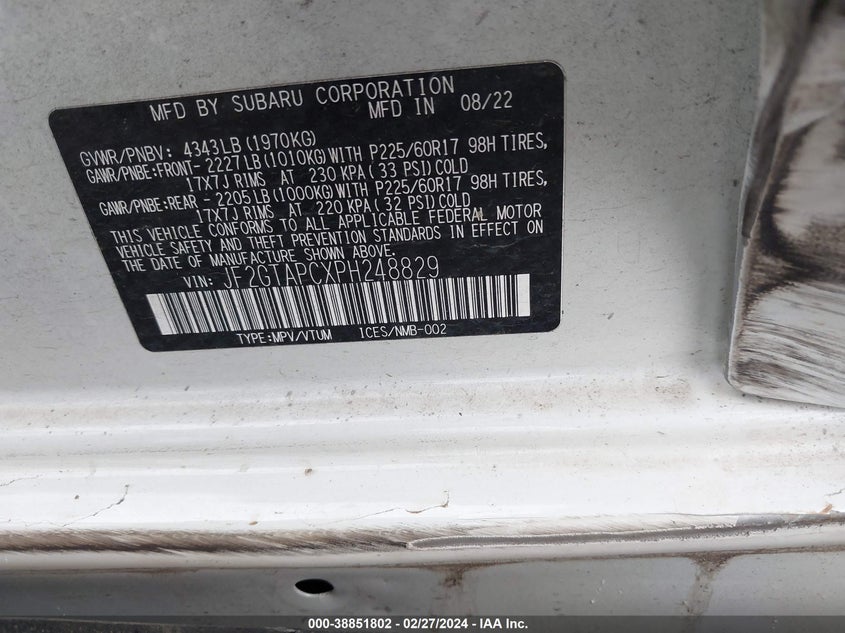 MFD BY SUBARU CORPORATION
MFD IN 08/22
GVWR/PNBV: 4343LB (1970KG)
GAWR/PNBE:FRONT- 2227LB (1010KG) WITH P225/60R17 98H TIRES,
17X7J RIMS AT 230 KPA (33 PSI) COLD
GAWR/PNBE:REAR - 2205LB (1000KG) WITH P225/60R17 98H TIRES,
17X7J RIMS AT 220 KPA (32 PSI) COLD
THIS VEHICLE CONFORMS TO ALL APPLICABLE FEDERAL MOTOR
VEHICLE SAFETY AND THEFT PREVENTION STANDARDS IN EFFECT ON
THE DATE OF MANUFACTURE SHOWN ABOVE.
VIN: JF2GTAPCXPH248829
TYPE:MPV/VTUM ICES/NMB-002
000-38851802 - 02/27/2024 - IAA Inc.